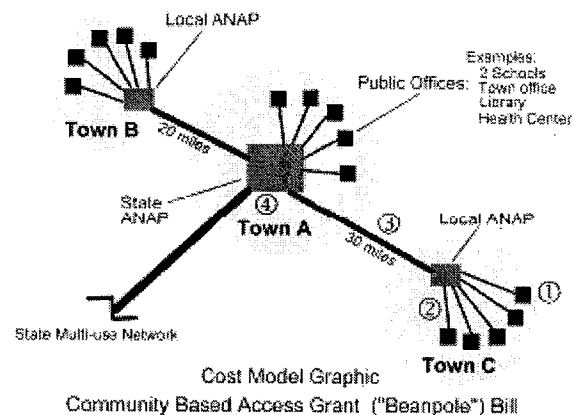 Local ANAP
Town B
20 miles
Public Offices:
Examples:
2 Schools
Town office
Library
Health Center
State
ANAP
④
Town A
③
30 miles
Local ANAP
②
①
Town C
State Multi-use Network
Cost Model Graphic
Community Based Access Grant ("Beanpole") Bill